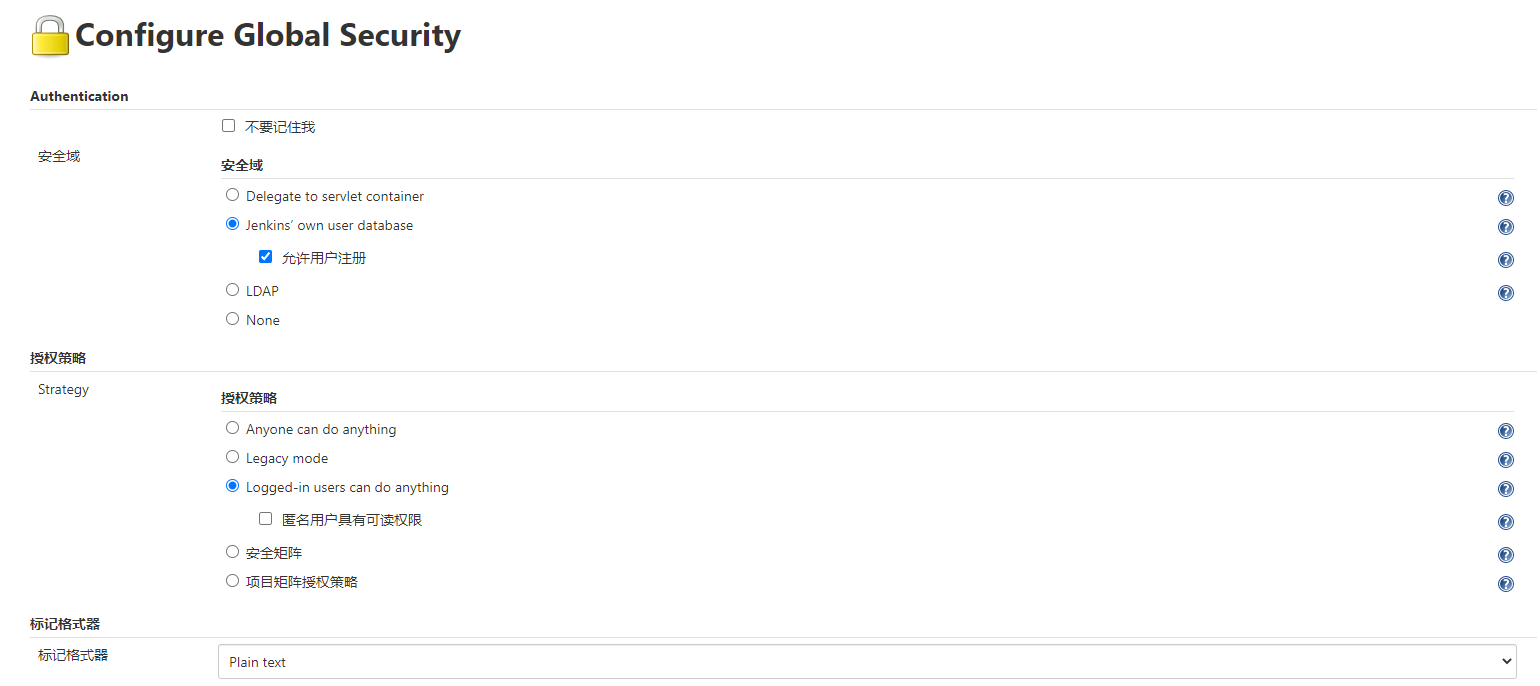 Configure Global Security
Authentication
不要记住我
安全域
安全域
Delegate to servlet container
Jenkins’ own user database
允许用户注册
LDAP
None
授权策略
Strategy
授权策略
Anyone can do anything
Legacy mode
Logged-in users can do anything
匿名用户具有可读权限
安全矩阵
项目矩阵授权策略
标记格式器
标记格式器
Plain text